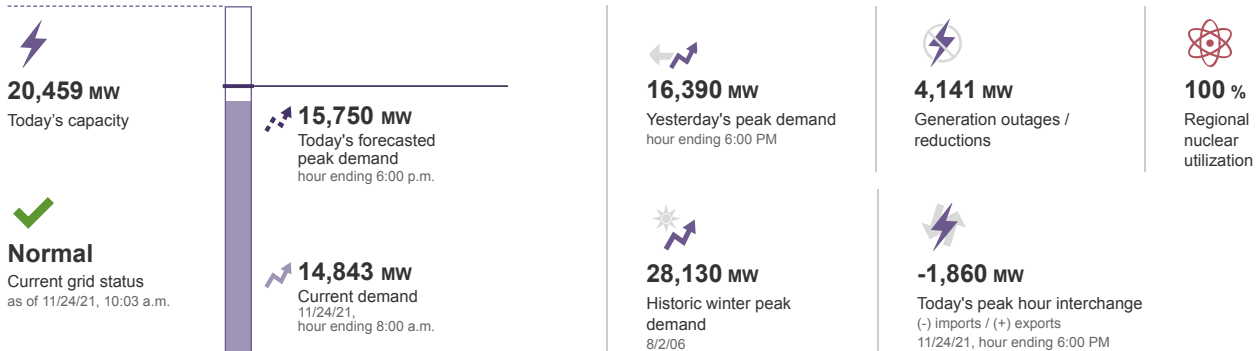 20,459 MW
Today's capacity
Normal
Current grid status
as of 11/24/21, 10:03 a.m.
15,750 MW
Today's forecasted
peak demand
hour ending 6:00 p.m.
14,843 MW
Current demand
11/24/21,
hour ending 8:00 a.m.
16,390 MW
Yesterday's peak demand
hour ending 6:00 PM
4,141 MW
Generation outages /
reductions
100 %
Regional
nuclear
utilization
28,130 MW
Historic winter peak
demand
8/2/06
-1,860 MW
Today's peak hour interchange
(-) imports / (+) exports
11/24/21, hour ending 6:00 PM